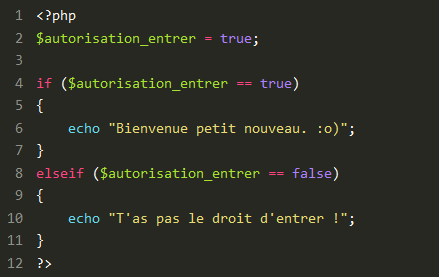 1 <?php
2 $autorisation_entrer = true;
3
4 if ($autorisation_entrer == true)
5 {
6     echo "Bienvenue petit nouveau. :o)";
7 }
8 elseif ($autorisation_entrer == false)
9 {
10     echo "T'as pas le droit d'entrer !";
11 }
12 ?>